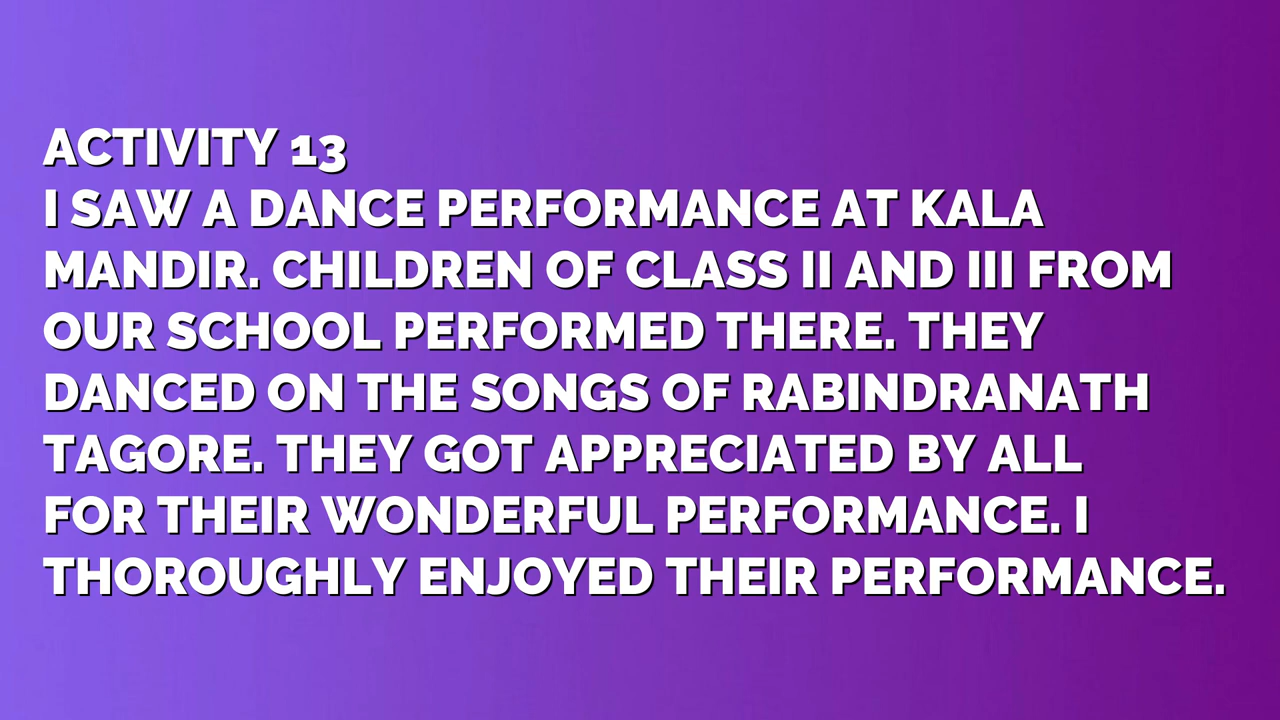 ACTIVITY 13
I SAW A DANCE PERFORMANCE AT KALA
MANDIR. CHILDREN OF CLASS II AND III FROM
OUR SCHOOL PERFORMED THERE. THEY
DANCED ON THE SONGS OF RABINDRANATH
TAGORE. THEY GOT APPRECIATED BY ALL
FOR THEIR WONDERFUL PERFORMANCE. I
THOROUGHLY ENJOYED THEIR PERFORMANCE.